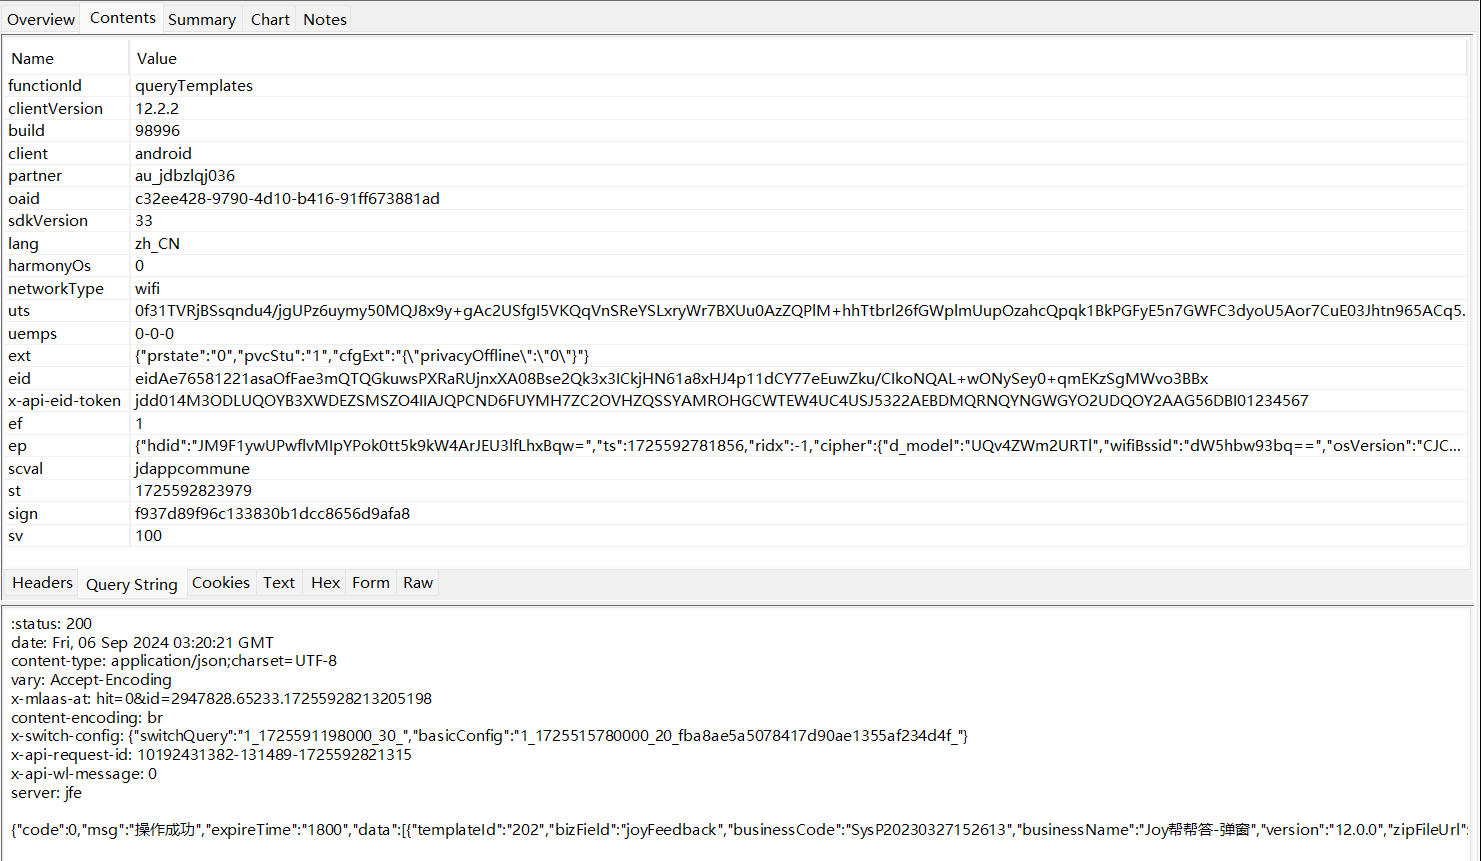 Overview Contents Summary Chart Notes
Name Value
functionId queryTemplates
clientVersion 12.2.2
build 98996
client android
partner au_jdbzlqj036
oaid c32ee428-9790-4d10-b416-91ff673881ad
sdkVersion 33
lang zh_CN
harmonyOs 0
networkType wifi
uts 0f31TVRjBSsqndu4/jgUPz6uymy50MQJ8x9y+gAc2USfgI5VKQqVnSReYSLxryWr7BXUu0AzZQPlM+hhTtbrl26fGWplmUupOzahcQpqk1BkPGFyE5n7GWFC3dyoU5Aor7CuE03Jhtn965ACq5...
uemps 0-0-0
ext {"prstate":"0","pvcStu":"1","cfgExt":"{\"privacyOffline\":\"0\"}"}
eid eidAe76581221asaOfFae3mQTQGkuwsPXRaRUjnxXA08Bse2Qk3x3ICkjHN61a8xHJ4p11dCY77eEuwZku/CIkoNQAL+wONySey0+qmEKzSgMWvo3BBx
x-api-eid-token jdd014M3ODLUQOYB3XWDEZSMSZO4IIAJQPCND6FUYMH7ZC2OVHZQSSYAMROHGCWTEW4UC4USJ5322AEBDMQRNQYNGWGYO2UDQOY2AAG56DBI01234567
ef 1
ep {"hdid":"JM9F1ywUPwflvMIpYPok0tt5k9kW4ArJEU3lfLhxBqw=","ts":1725592781856,"ridx":-1,"cipher":{"d_model":"UQv4ZWm2URTl","wifiBssid":"dW5hbw93bq==","osVersion":"CJC...
scval jdappcommune
st 1725592823979
sign f937d89f96c133830b1dcc8656d9afa8
sv 100
Headers Query String Cookies Text Hex Form Raw
:status: 200
date: Fri, 06 Sep 2024 03:20:21 GMT
content-type: application/json;charset=UTF-8
vary: Accept-Encoding
x-mlaas-at: hit=0&id=2947828.65233.17255928213205198
content-encoding: br
x-switch-config: {"switchQuery":"1_1725591198000_30_","basicConfig":"1_1725515780000_20_fba8ae5a5078417d90ae1355af234d4f_"}
x-api-request-id: 10192431382-131489-1725592821315
x-api-wl-message: 0
server: jfe
{"code":0,"msg":"操作成功","expireTime":"1800","data":[{"templateId":"202","bizField":"joyFeedback","businessCode":"SysP20230327152613","businessName":"Joy帮帮答-弹窗","version":"12.0.0","zipFileUrl":